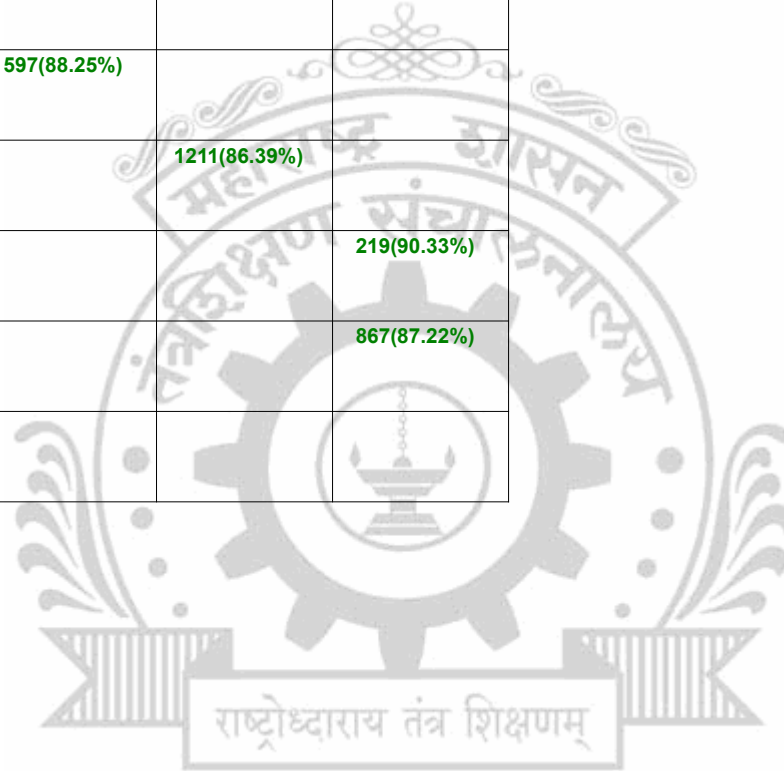 महाराष्ट्र शासन
597(88.25%)
1211(86.39%)
तंत्रशिक्षण संचालनालय
219(90.33%)
867(87.22%)
राष्ट्रोध्दाराय तंत्र शिक्षणम्